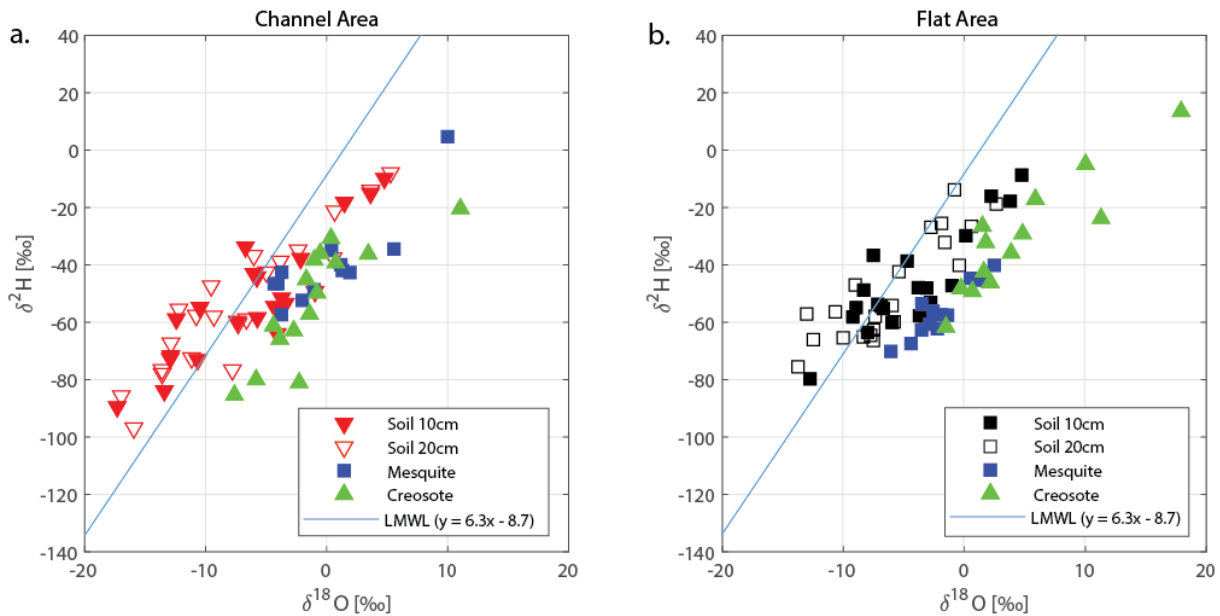 a.
Channel Area
40
20
0
-20
-40
-60
-80
-100
-120
-140
δ²H [‰]
-20
-10
0
10
20
δ¹⁸O [‰]
Soil 10cm
Soil 20cm
Mesquite
Creosote
LMWL (y = 6.3x - 8.7)
b.
Flat Area
40
20
0
-20
-40
-60
-80
-100
-120
-140
δ²H [‰]
-20
-10
0
10
20
δ¹⁸O [‰]
Soil 10cm
Soil 20cm
Mesquite
Creosote
LMWL (y = 6.3x - 8.7)